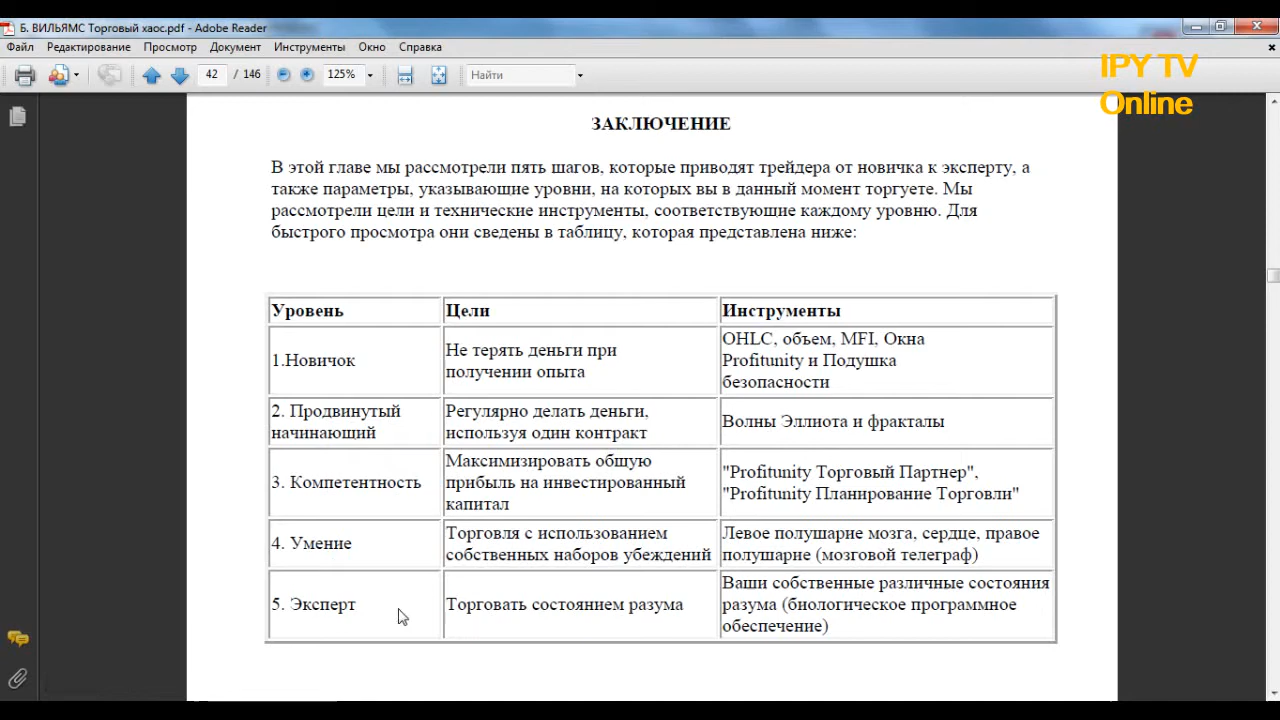 Б. ВИЛЬЯМС Торговый хаос.pdf - Adobe Reader
Файл Редактирование Просмотр Документ Инструменты Окно Справка
42 / 146 125% Найти
IPY TV
Online
ЗАКЛЮЧЕНИЕ
В этой главе мы рассмотрели пять шагов, которые приводят трейдера от новичка к эксперту, а
также параметры, указывающие уровни, на которых вы в данный момент торгуете. Мы
рассмотрели цели и технические инструменты, соответствующие каждому уровню. Для
быстрого просмотра они сведены в таблицу, которая представлена ниже:
Уровень Цели Инструменты
1.Новичок
Не терять деньги при
получении опыта
OHLC, объем, MFI, Окна
Profitunity и Подушка
безопасности
2. Продвинутый
начинающий
Регулярно делать деньги,
используя один контракт
Волны Эллиота и фракталы
3. Компетентность
Максимизировать общую
прибыль на инвестированный
капитал
"Profitunity Торговый Партнер",
"Profitunity Планирование Торговли"
4. Умение
Торговля с использованием
собственных наборов убеждений
Левое полушарие мозга, сердце, правое
полушарие (мозговой телеграф)
5. Эксперт
Торговать состоянием разума
Ваши собственные различные состояния
разума (биологическое программное
обеспечение)